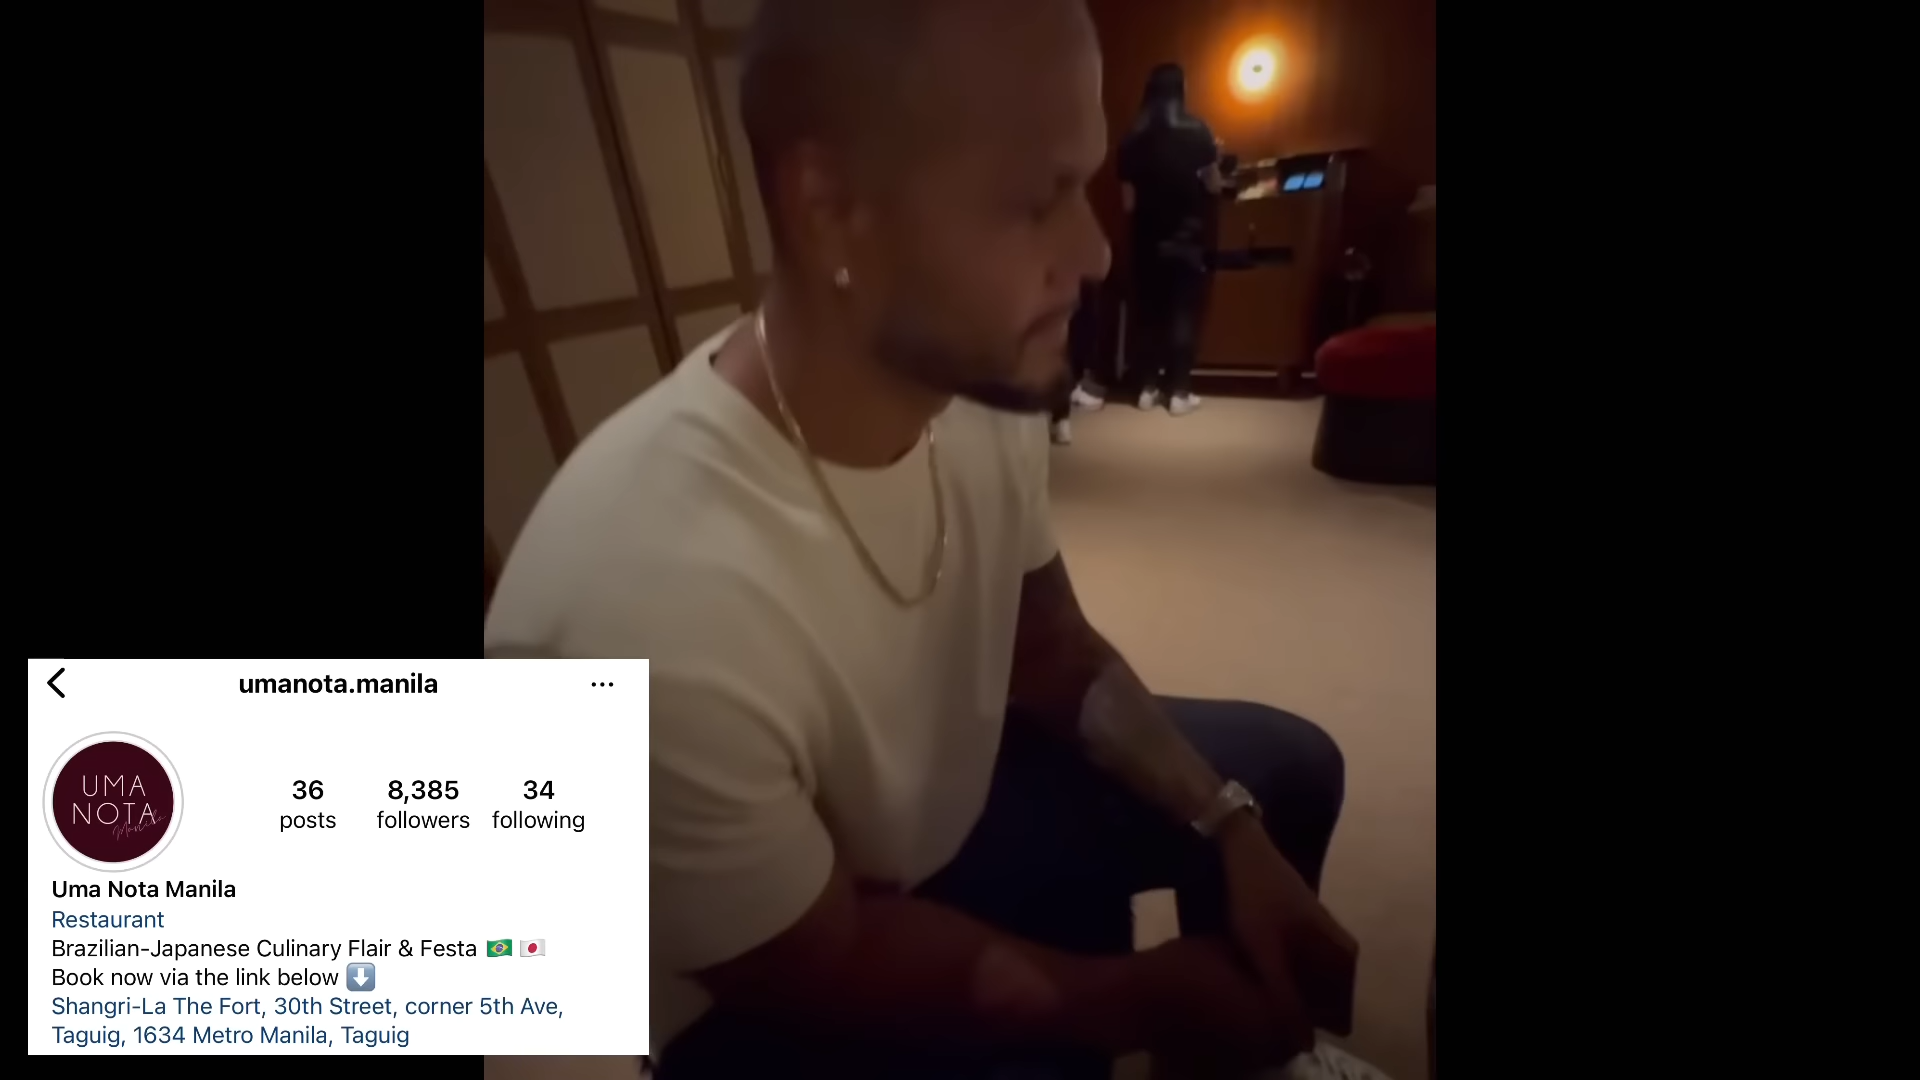 umanota.manila
UMA
NOTA
Manila
36
posts
8,385
followers
34
following
Uma Nota Manila
Restaurant
Brazilian-Japanese Culinary Flair & Festa 🇧🇷 🇯🇵
Book now via the link below ⬇️
Shangri-La The Fort, 30th Street, corner 5th Ave,
Taguig, 1634 Metro Manila, Taguig